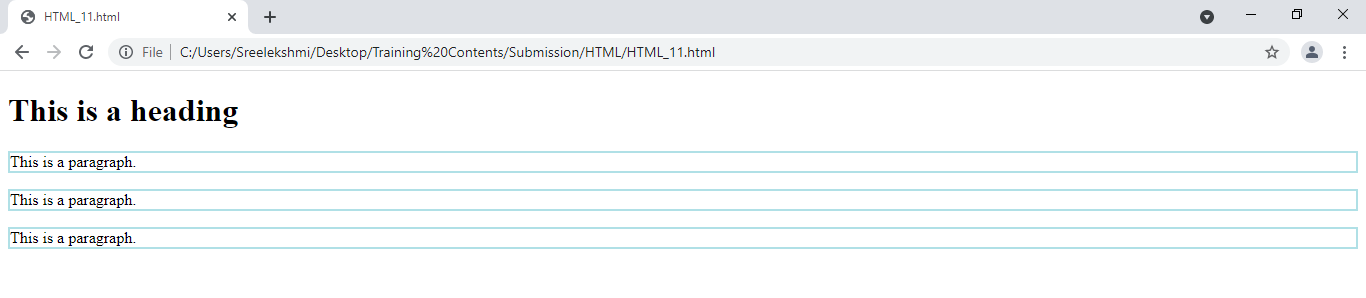 HTML_11.html
File
C:/Users/Sreelekshmi/Desktop/Training%20Contents/Submission/HTML/HTML_11.html
This is a heading
This is a paragraph.
This is a paragraph.
This is a paragraph.